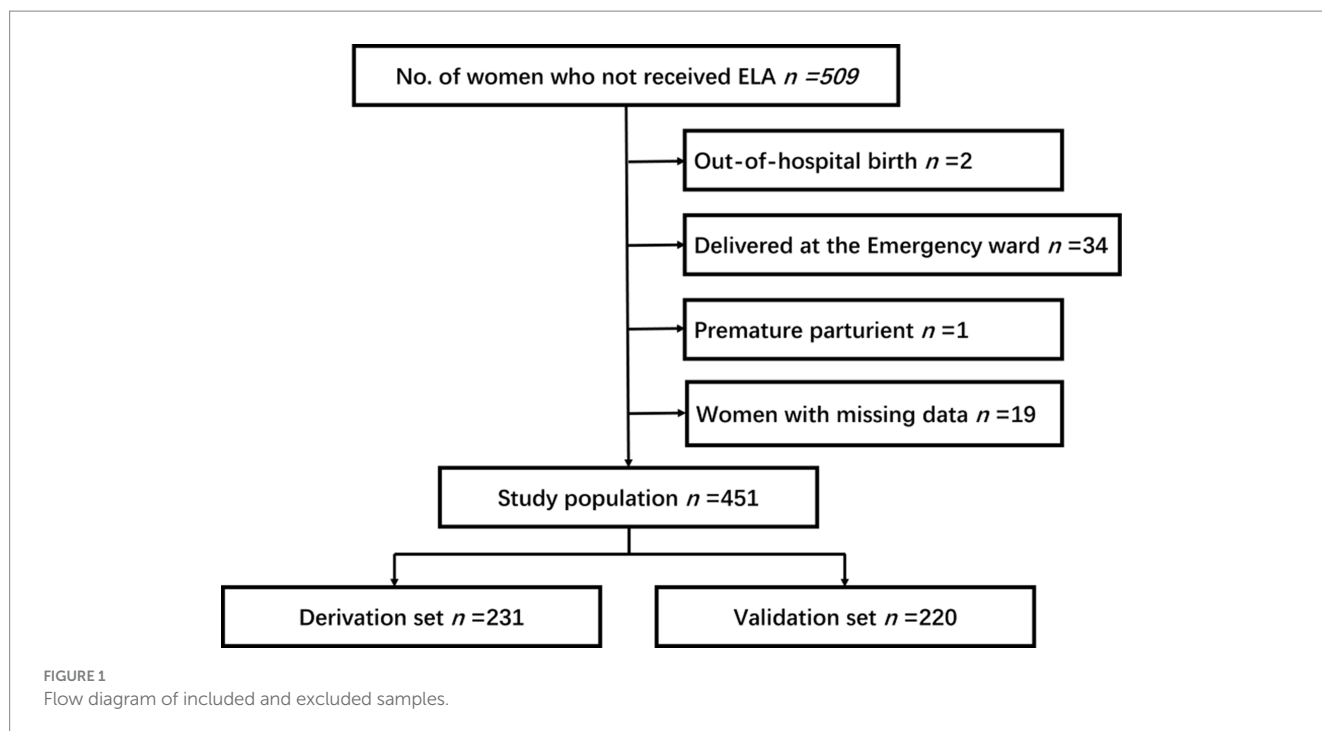 No. of women who not received ELA n =509
Out-of-hospital birth n =2
Delivered at the Emergency ward n =34
Premature parturient n =1
Women with missing data n =19
Study population n =451
Derivation set n =231
Validation set n =220
FIGURE 1
Flow diagram of included and excluded samples.